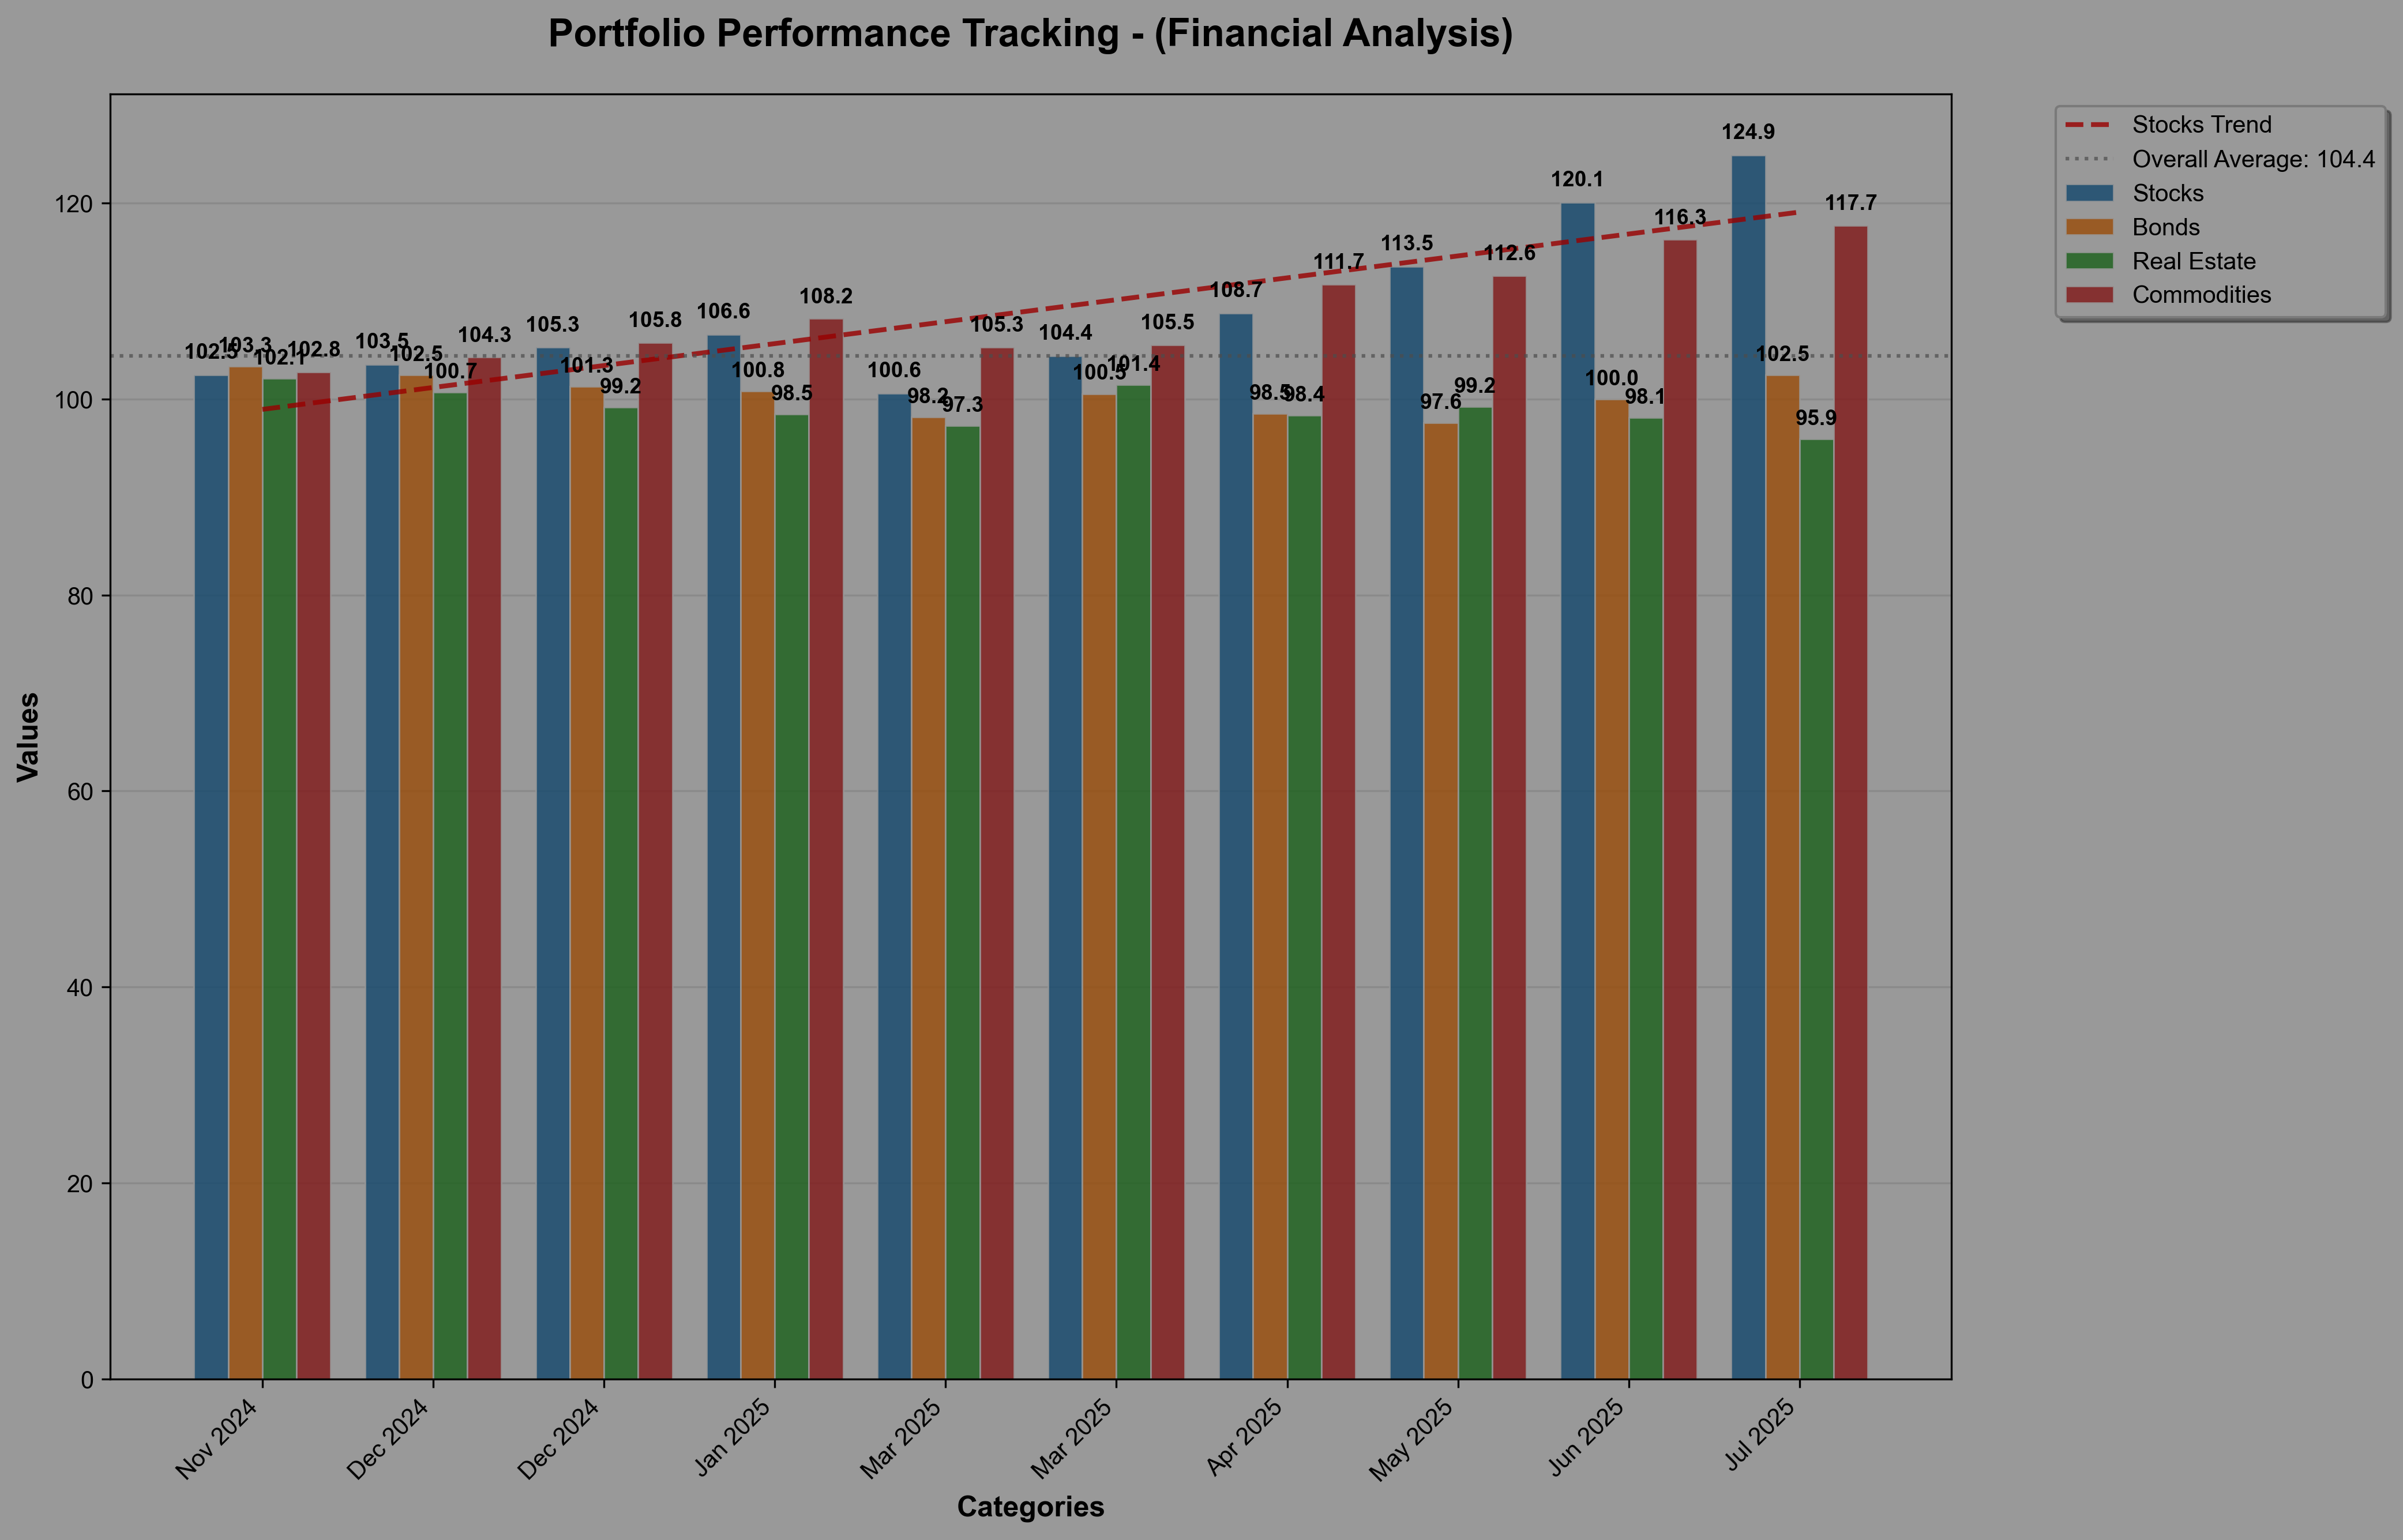 Portfolio Performance Tracking - (Financial Analysis)
Stocks Trend
Overall Average: 104.4
Stocks
Bonds
Real Estate
Commodities
Values
120
100
80
60
40
20
0
102.5
103.3
102.1
102.8
103.5
102.5
100.7
104.3
105.3
101.3
99.2
105.8
106.6
100.8
98.5
108.2
100.6
98.2
97.3
105.3
104.4
100.5
101.4
105.5
108.7
98.5
98.4
111.7
113.5
97.6
99.2
112.6
120.1
100.0
98.1
116.3
124.9
102.5
95.9
117.7
Nov 2024
Dec 2024
Dec 2024
Jan 2025
Mar 2025
Mar 2025
Apr 2025
May 2025
Jun 2025
Jul 2025
Categories